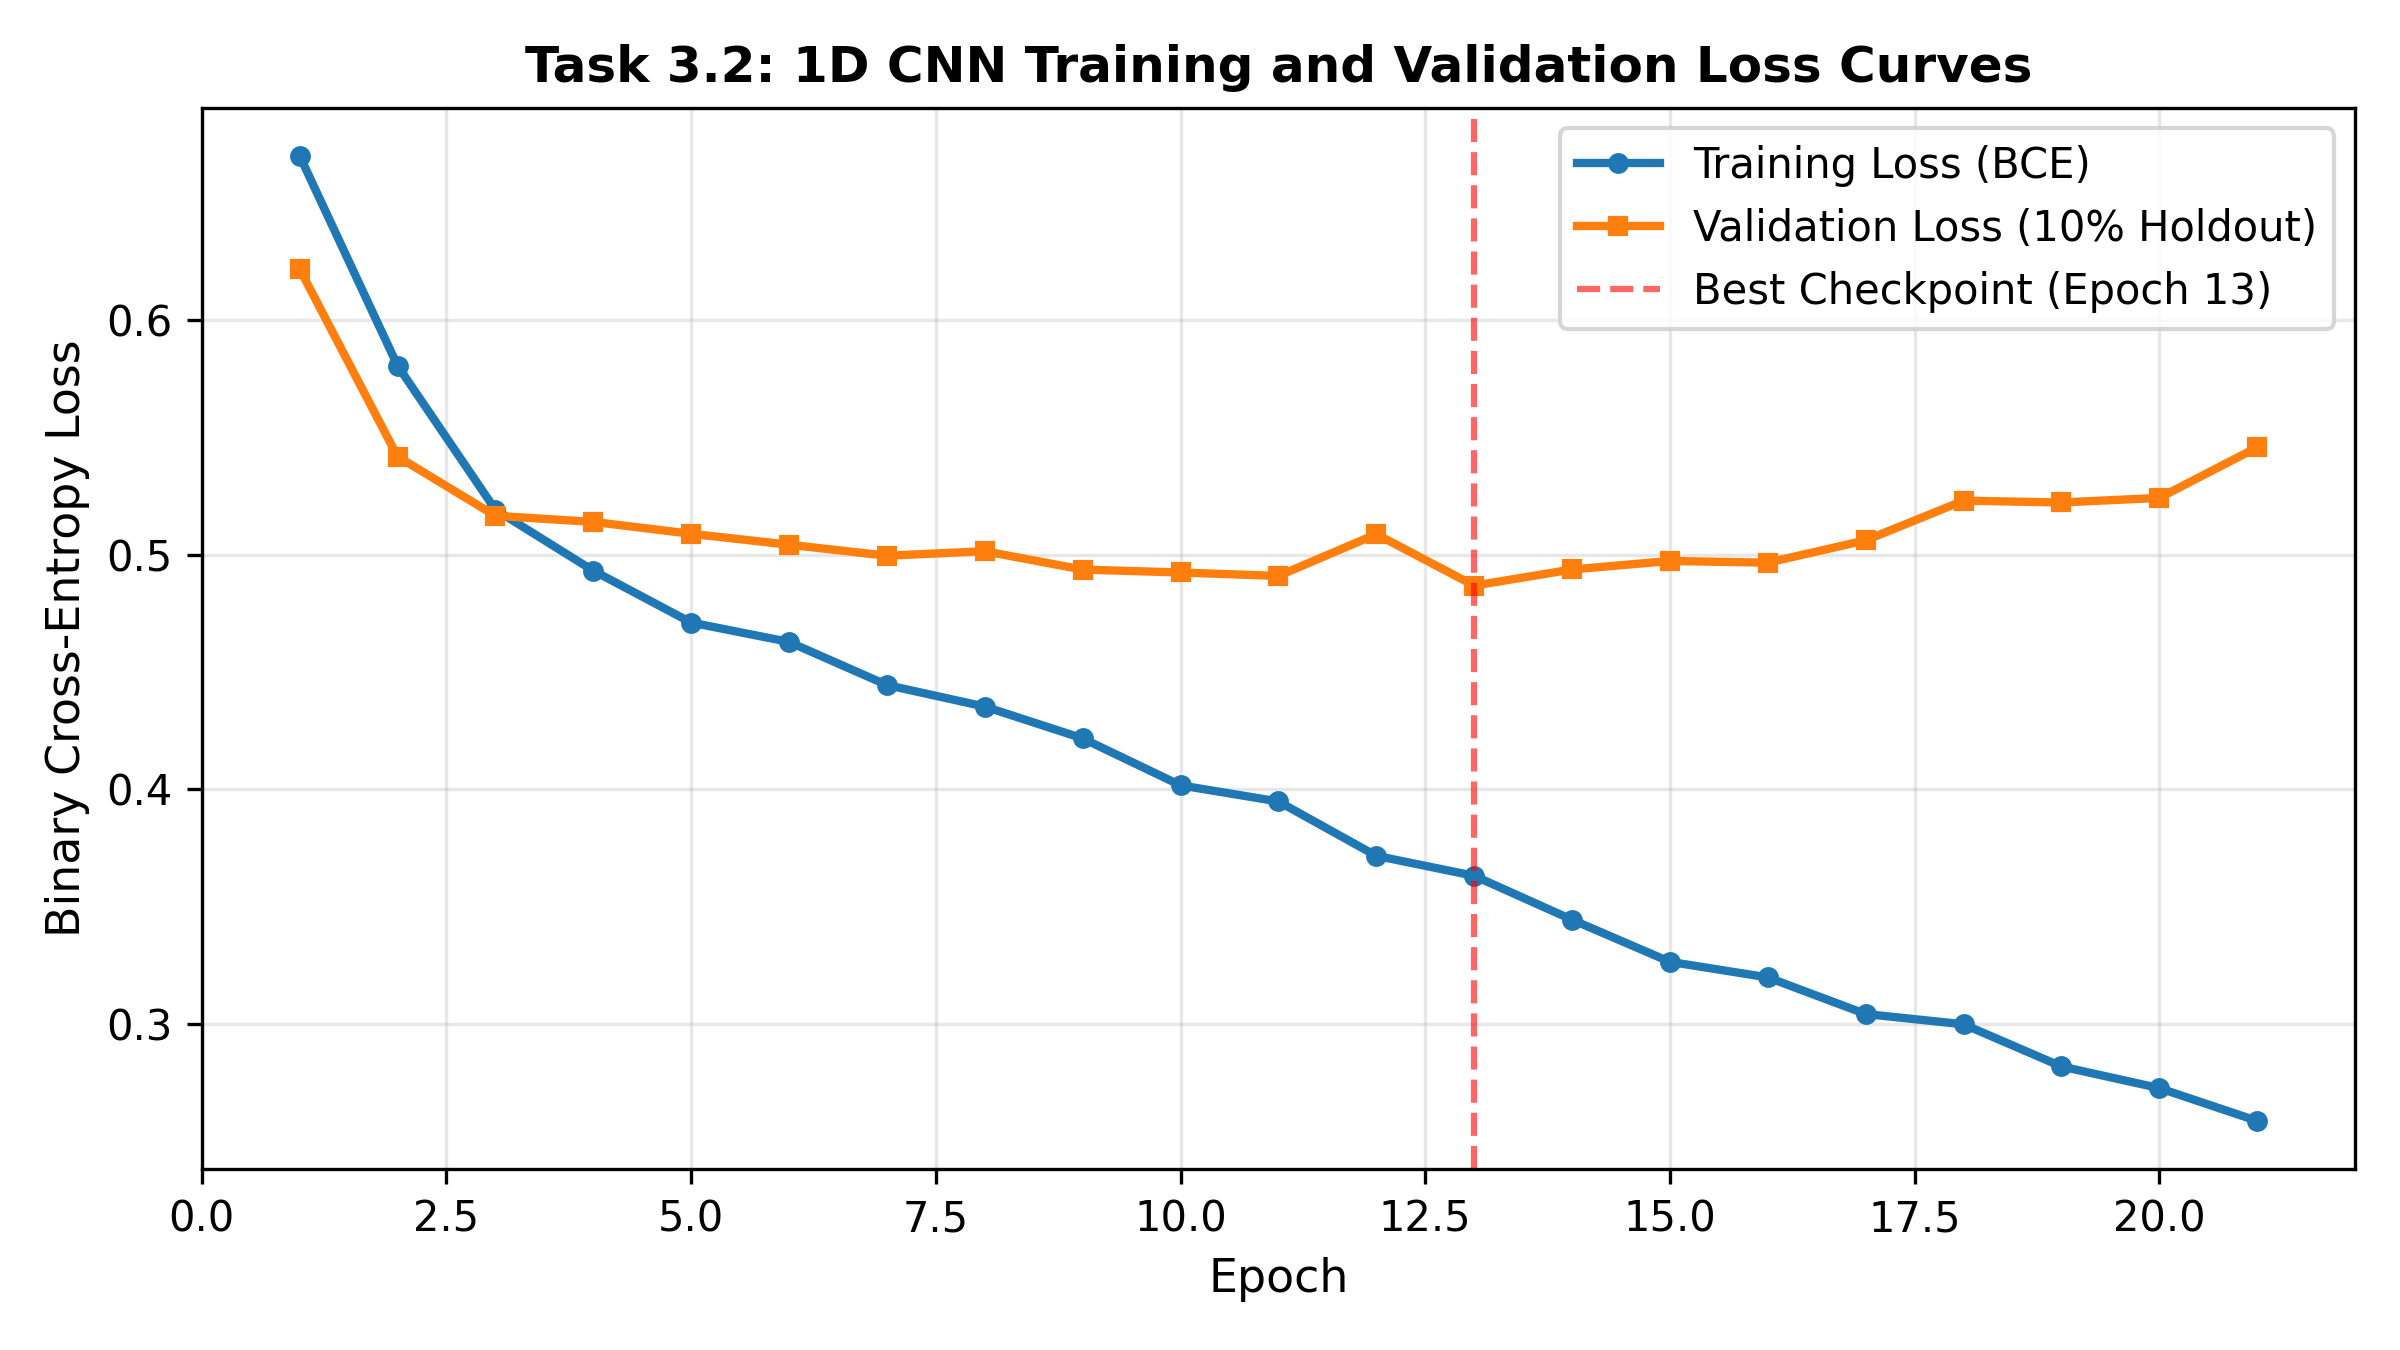 Task 3.2: 1D CNN Training and Validation Loss Curves
Training Loss (BCE)
Validation Loss (10% Holdout)
Best Checkpoint (Epoch 13)
Binary Cross-Entropy Loss
0.6
0.5
0.4
0.3
0.0 2.5 5.0 7.5 10.0 12.5 15.0 17.5 20.0
Epoch